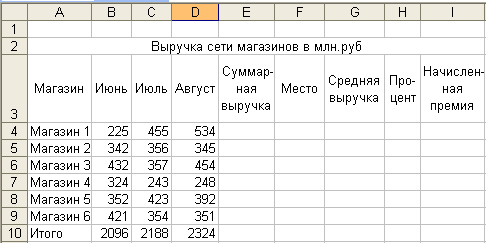 A B C D E F G H I
1
2 Выручка сети магазинов в млн.руб
3 Магазин Июнь Июль Август Суммар-ная выручка Место Средняя выручка Про-цент Начислен-ная премия
4 Магазин 1 225 455 534
5 Магазин 2 342 356 345
6 Магазин 3 432 357 454
7 Магазин 4 324 243 248
8 Магазин 5 352 423 392
9 Магазин 6 421 354 351
10 Итого 2096 2188 2324